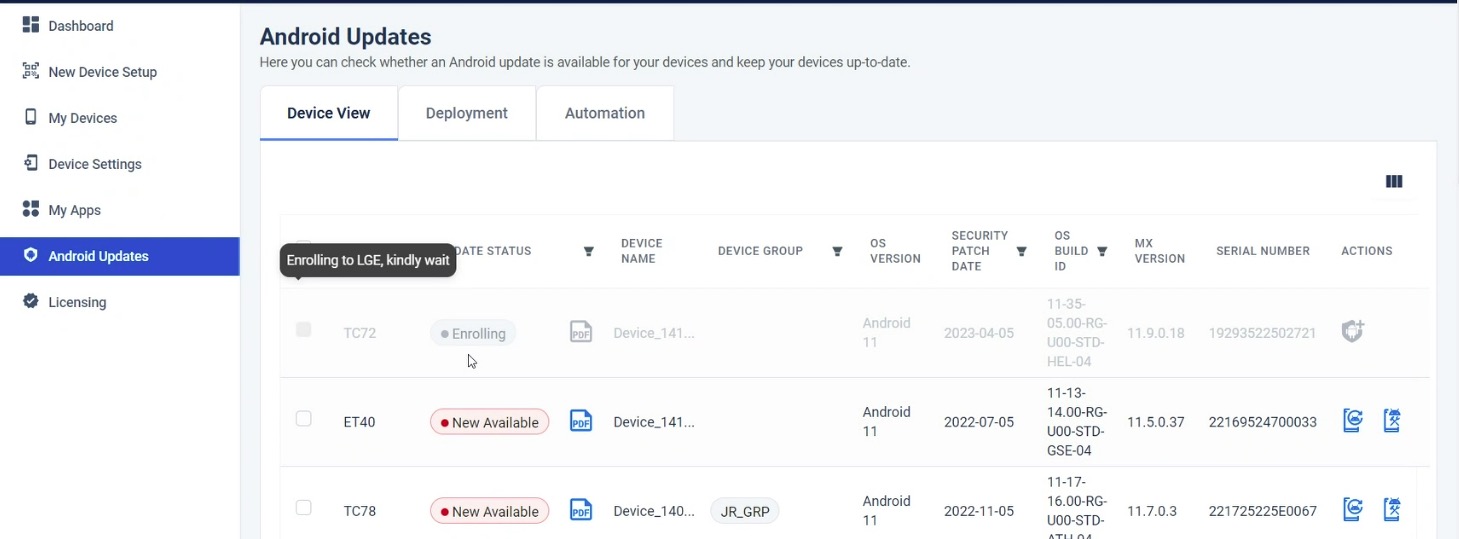 Dashboard
New Device Setup
My Devices
Device Settings
My Apps
Android Updates
Licensing
Android Updates
Here you can check whether an Android update is available for your devices and keep your devices up-to-date.
Device View
Deployment
Automation
Enrolling to LGE, kindly wait
DATE STATUS
DEVICE
NAME
DEVICE GROUP
OS
VERSION
SECURITY
PATCH
DATE
OS
BUILD
ID
MX
VERSION
SERIAL NUMBER
ACTIONS
TC72
Enrolling
PDF
Device_141...
Android
11
2023-04-05
11-35-
05.00-RG-
U00-STD-
HEL-04
11.9.0.18
19293522502721
ET40
New Available
PDF
Device_141...
Android
11
2022-07-05
11-13-
14.00-RG-
U00-STD-
GSE-04
11.5.0.37
22169524700033
TC78
New Available
PDF
Device_140...
JR_GRP
Android
11
2022-11-05
11-17-
16.00-RG-
U00-STD-
ATH-04
11.7.0.3
221725225E0067